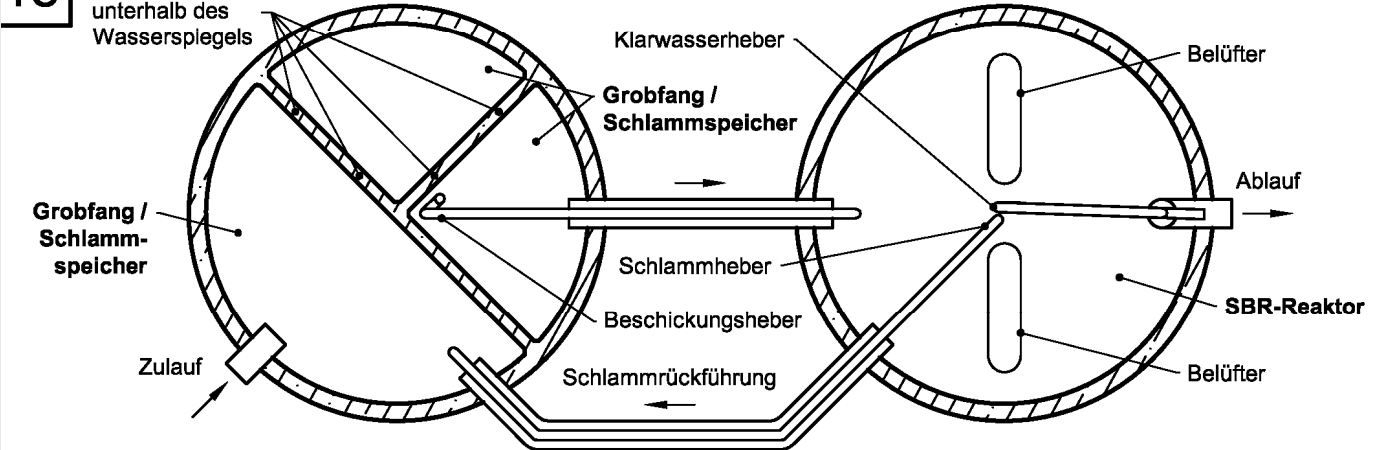 unterhalb des
Wasserspiegels
Klarwasserheber
Belüfter
Grobfang /
Schlammspeicher
Ablauf
Grobfang /
Schlamm-
speicher
Schlammheber
SBR-Reaktor
Beschickungsheber
Zulauf
Schlammrückführung
Belüfter